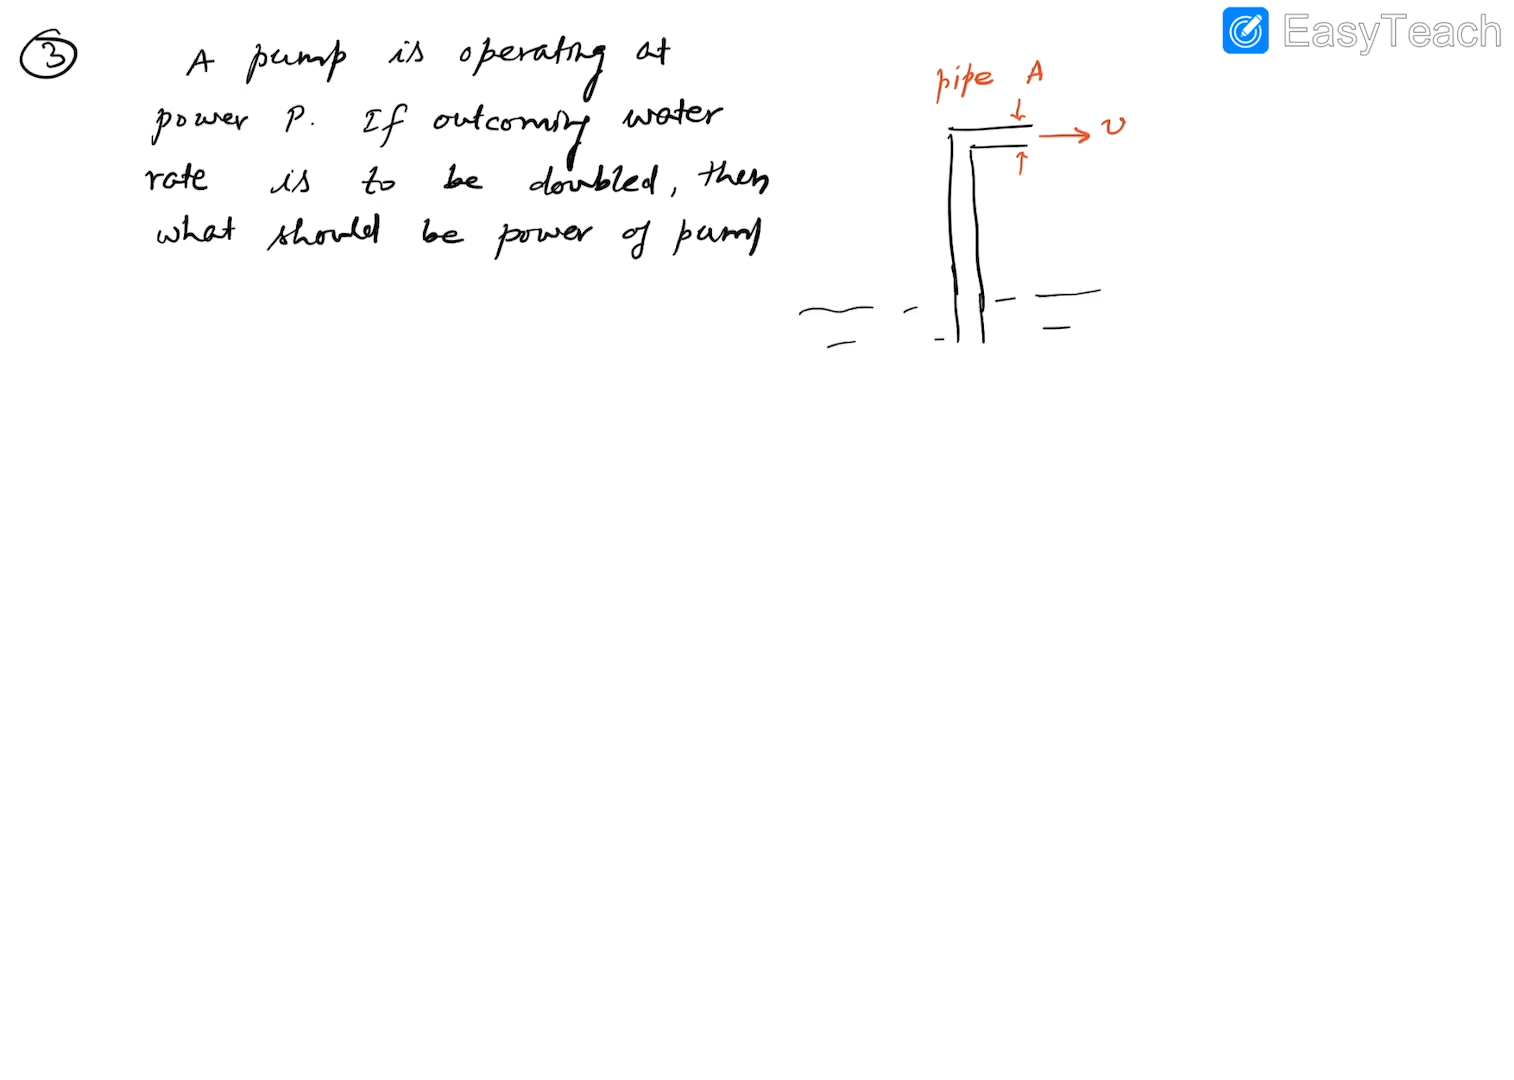 3 A pump is operating at
power P. If outcoming water
rate is to be doubled, then
what should be power of pump
pipe A
v
EasyTeach